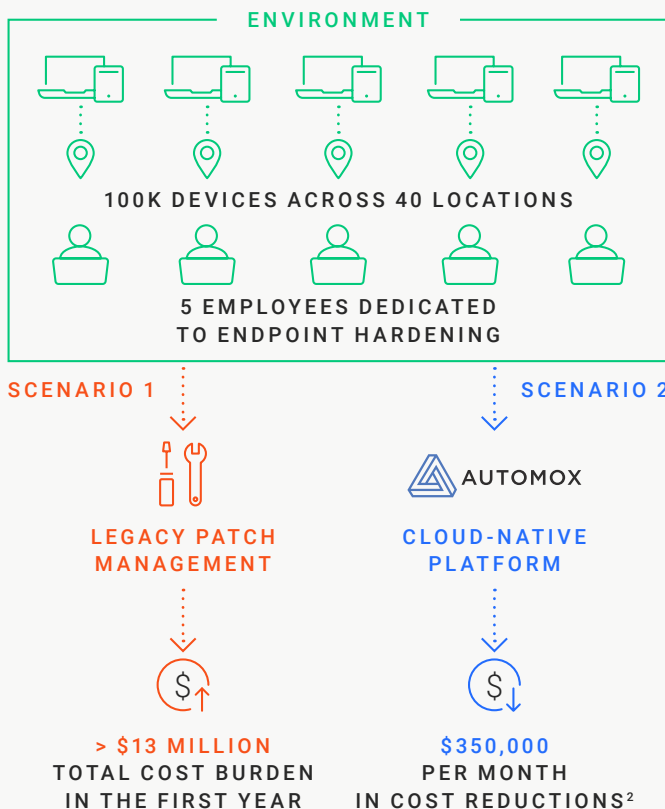 ENVIRONMENT
100K DEVICES ACROSS 40 LOCATIONS
5 EMPLOYEES DEDICATED
TO ENDPOINT HARDENING
SCENARIO 1
SCENARIO 2
AUTOMOX
LEGACY PATCH
MANAGEMENT
CLOUD-NATIVE
PLATFORM
$
$
> $13 MILLION
TOTAL COST BURDEN
IN THE FIRST YEAR
$350,000
PER MONTH
IN COST REDUCTIONS²